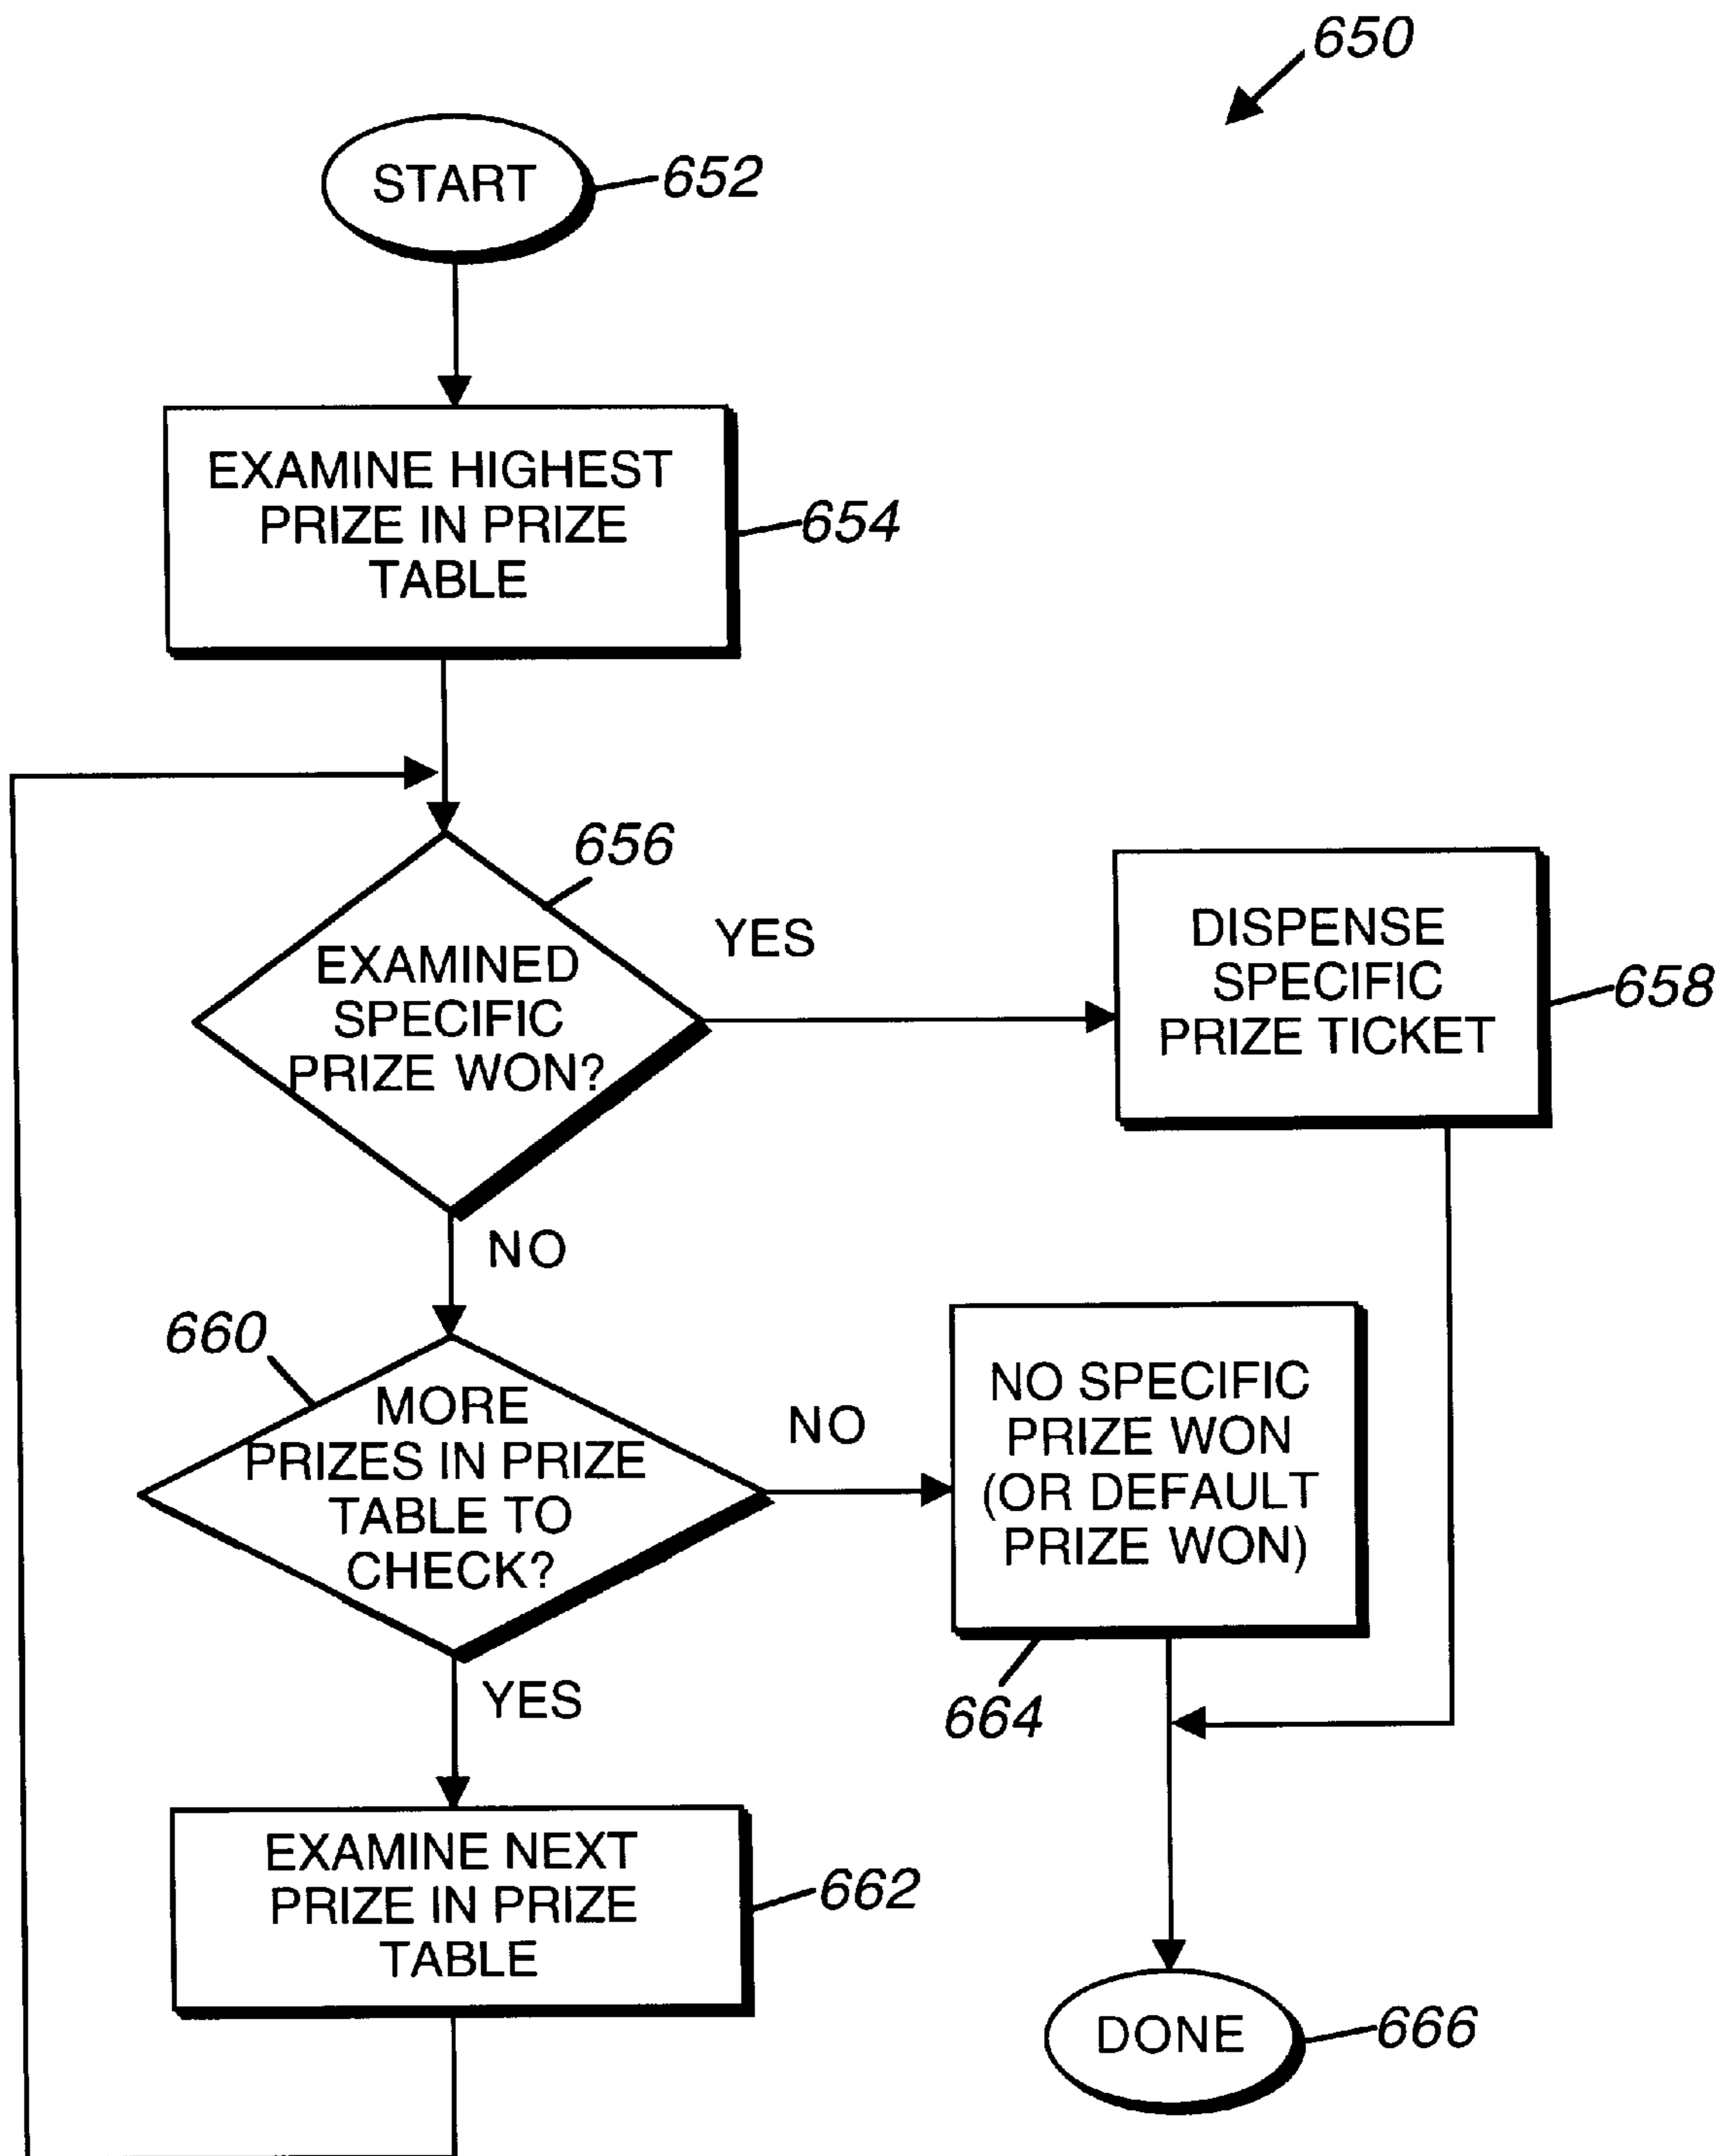 650
START
652
EXAMINE HIGHEST
PRIZE IN PRIZE
TABLE
654
656
EXAMINED
SPECIFIC
PRIZE WON?
YES
DISPENSE
SPECIFIC
PRIZE TICKET
658
NO
660
MORE
PRIZES IN PRIZE
TABLE TO
CHECK?
NO
NO SPECIFIC
PRIZE WON
(OR DEFAULT
PRIZE WON)
664
YES
EXAMINE NEXT
PRIZE IN PRIZE
TABLE
662
DONE
666